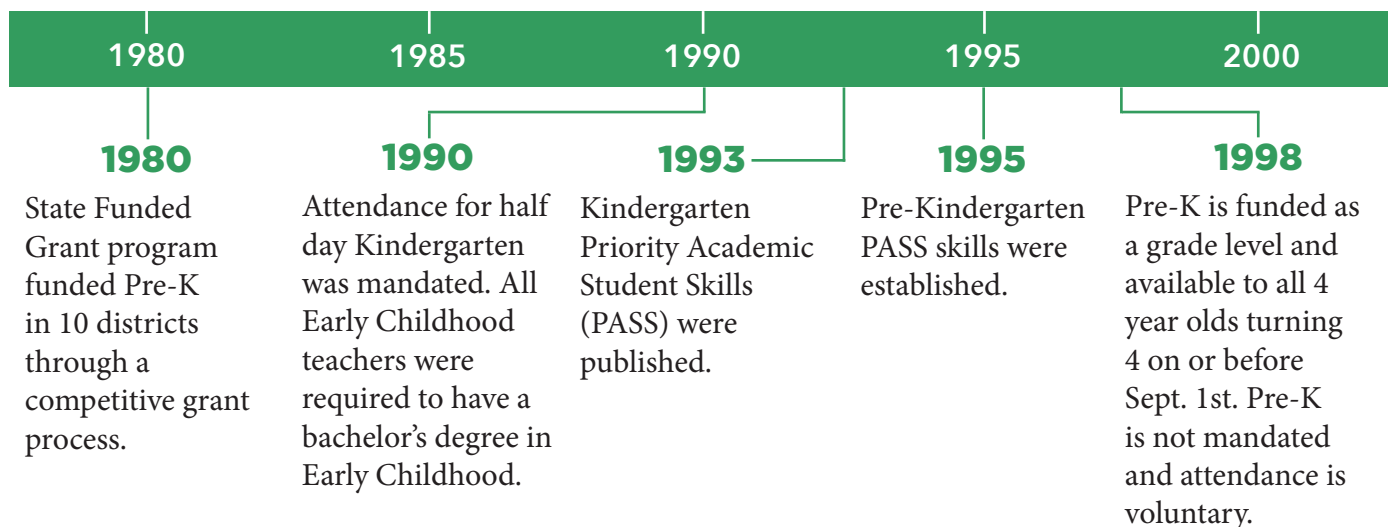 1980
1985
1990
1995
2000
1980
State Funded
Grant program
funded Pre-K
in 10 districts
through a
competitive grant
process.
1990
Attendance for half
day Kindergarten
was mandated. All
Early Childhood
teachers were
required to have a
bachelor’s degree in
Early Childhood.
1993
Kindergarten
Priority Academic
Student Skills
(PASS) were
published.
1995
Pre-Kindergarten
PASS skills were
established.
1998
Pre-K is funded as
a grade level and
available to all 4
year olds turning
4 on or before
Sept. 1st. Pre-K
is not mandated
and attendance is
voluntary.